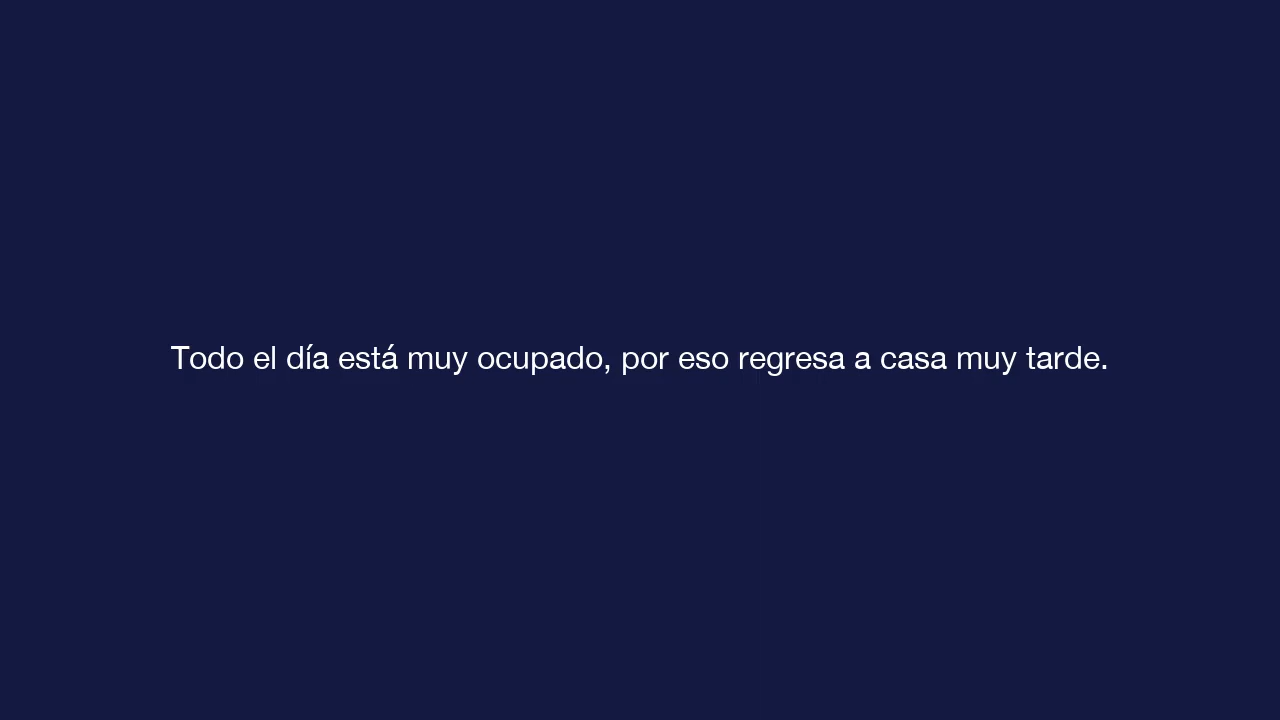 Todo el día está muy ocupado, por eso regresa a casa muy tarde.